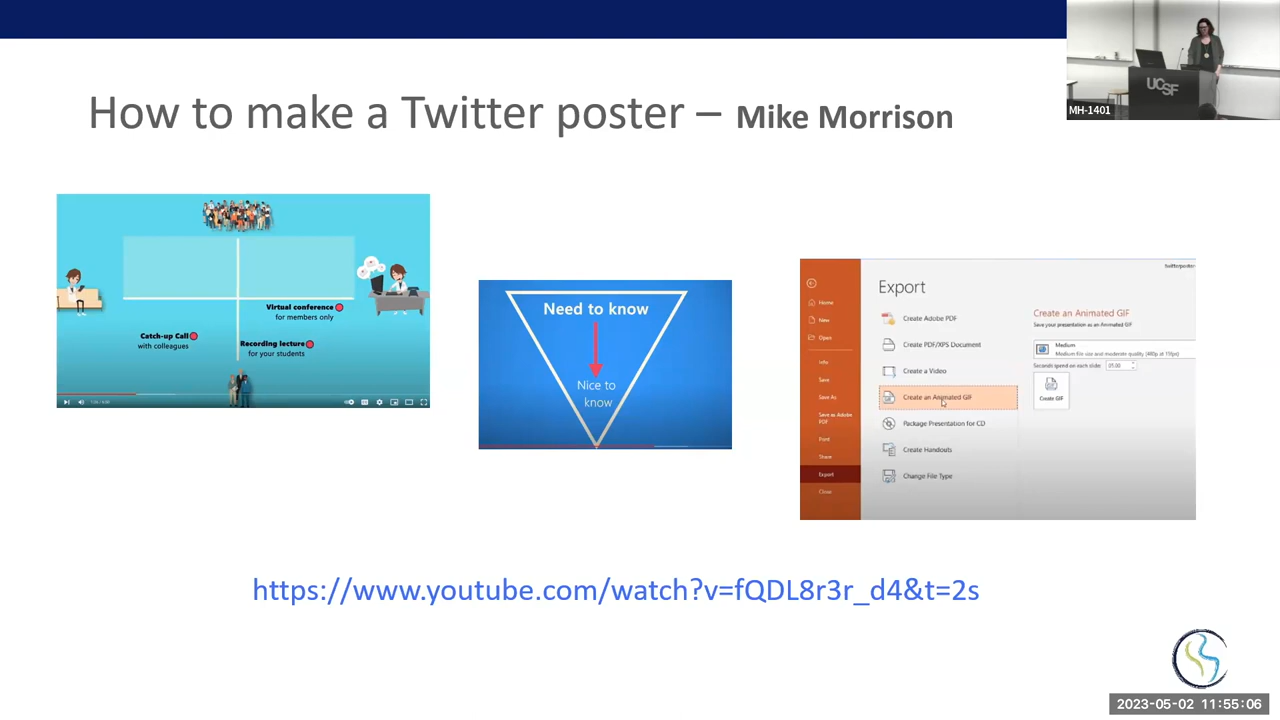 How to make a Twitter poster – Mike Morrison
UCSF
MH-1401
Virtual conference
for members only
Catch-up Call
with colleagues
Recording lecture
for your students
Need to know
Nice to
know
Twitterposter
Export
Home
New
Open
Info
Save
Save As
Save as Adobe
PDF
Print
Share
Export
Close
Create Adobe PDF
Create PDF/XPS Document
Create a Video
Create an Animated GIF
Package Presentation for CD
Create Handouts
Change File Type
Create an Animated GIF
Save your presentation as an Animated GIF
Medium
Medium file size and moderate quality (480p at 15fps)
Seconds spent on each slide: 01.00
Create GIF
https://www.youtube.com/watch?v=fQDL8r3r_d4&t=2s
2023-05-02 11:55:06